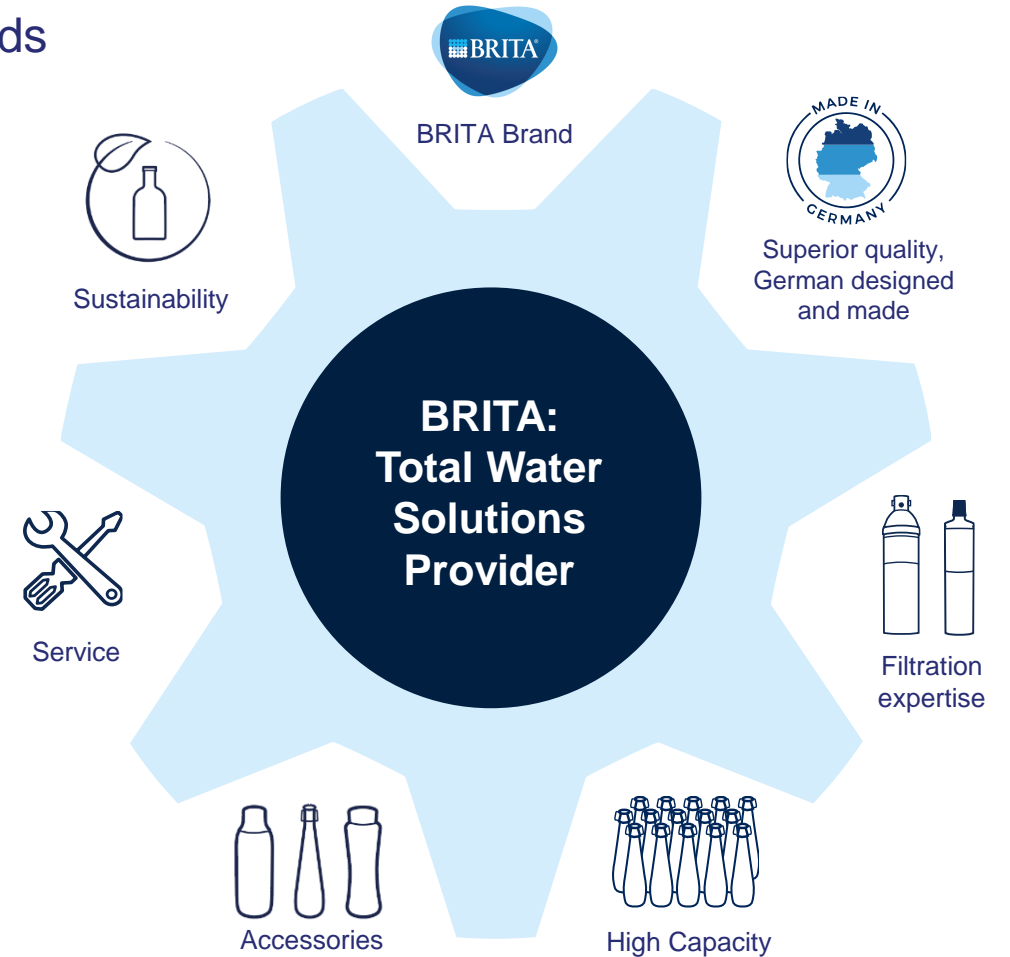 ds
BRITA
BRITA Brand
MADE IN
GERMANY
Superior quality,
German designed
and made
Sustainability
BRITA:
Total Water
Solutions
Provider
Service
Filtration
expertise
Accessories
High Capacity